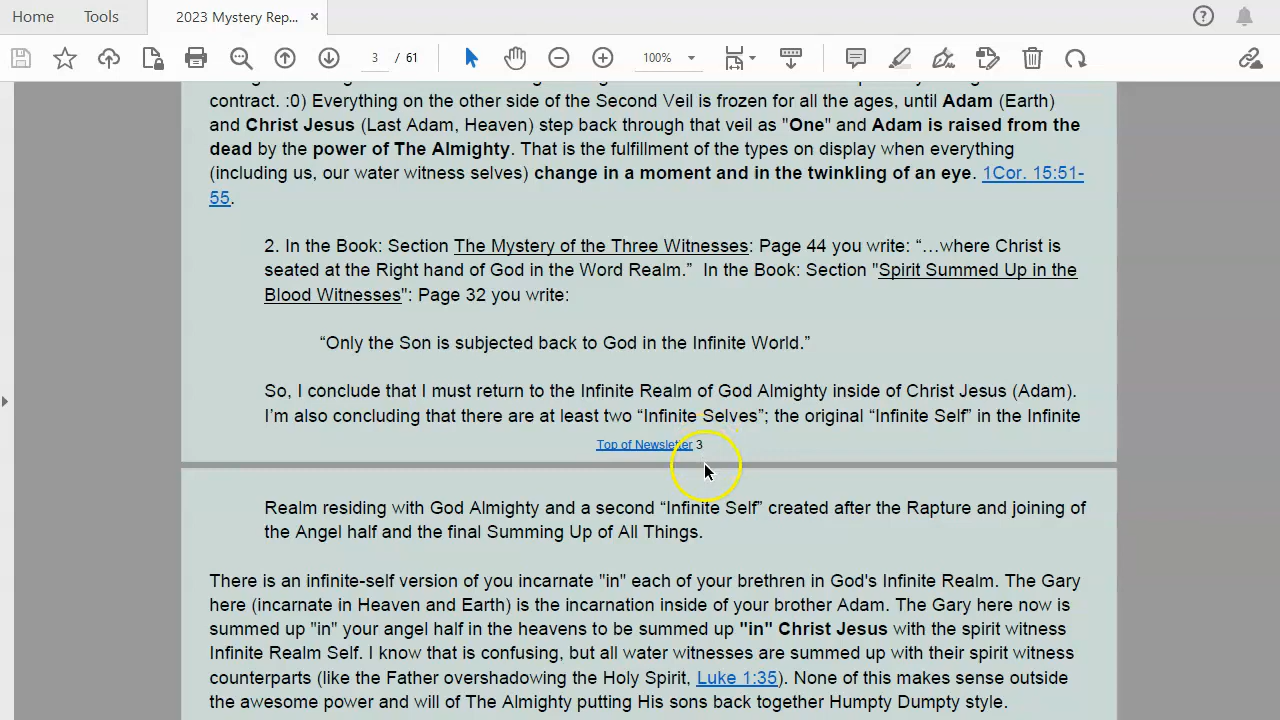 Home Tools 2023 Mystery Rep... ×
3 / 61 100%
contract. :0) Everything on the other side of the Second Veil is frozen for all the ages, until Adam (Earth)
and Christ Jesus (Last Adam, Heaven) step back through that veil as "One" and Adam is raised from the
dead by the power of The Almighty. That is the fulfillment of the types on display when everything
(including us, our water witness selves) change in a moment and in the twinkling of an eye. 1Cor. 15:51-
55.
2. In the Book: Section The Mystery of the Three Witnesses: Page 44 you write: “…where Christ is
seated at the Right hand of God in the Word Realm.” In the Book: Section "Spirit Summed Up in the
Blood Witnesses": Page 32 you write:
“Only the Son is subjected back to God in the Infinite World.”
So, I conclude that I must return to the Infinite Realm of God Almighty inside of Christ Jesus (Adam).
I’m also concluding that there are at least two “Infinite Selves”; the original “Infinite Self” in the Infinite
Top of Newsletter 3
Realm residing with God Almighty and a second “Infinite Self” created after the Rapture and joining of
the Angel half and the final Summing Up of All Things.
There is an infinite-self version of you incarnate "in" each of your brethren in God's Infinite Realm. The Gary
here (incarnate in Heaven and Earth) is the incarnation inside of your brother Adam. The Gary here now is
summed up "in" your angel half in the heavens to be summed up "in" Christ Jesus with the spirit witness
Infinite Realm Self. I know that is confusing, but all water witnesses are summed up with their spirit witness
counterparts (like the Father overshadowing the Holy Spirit, Luke 1:35). None of this makes sense outside
the awesome power and will of The Almighty putting His sons back together Humpty Dumpty style.